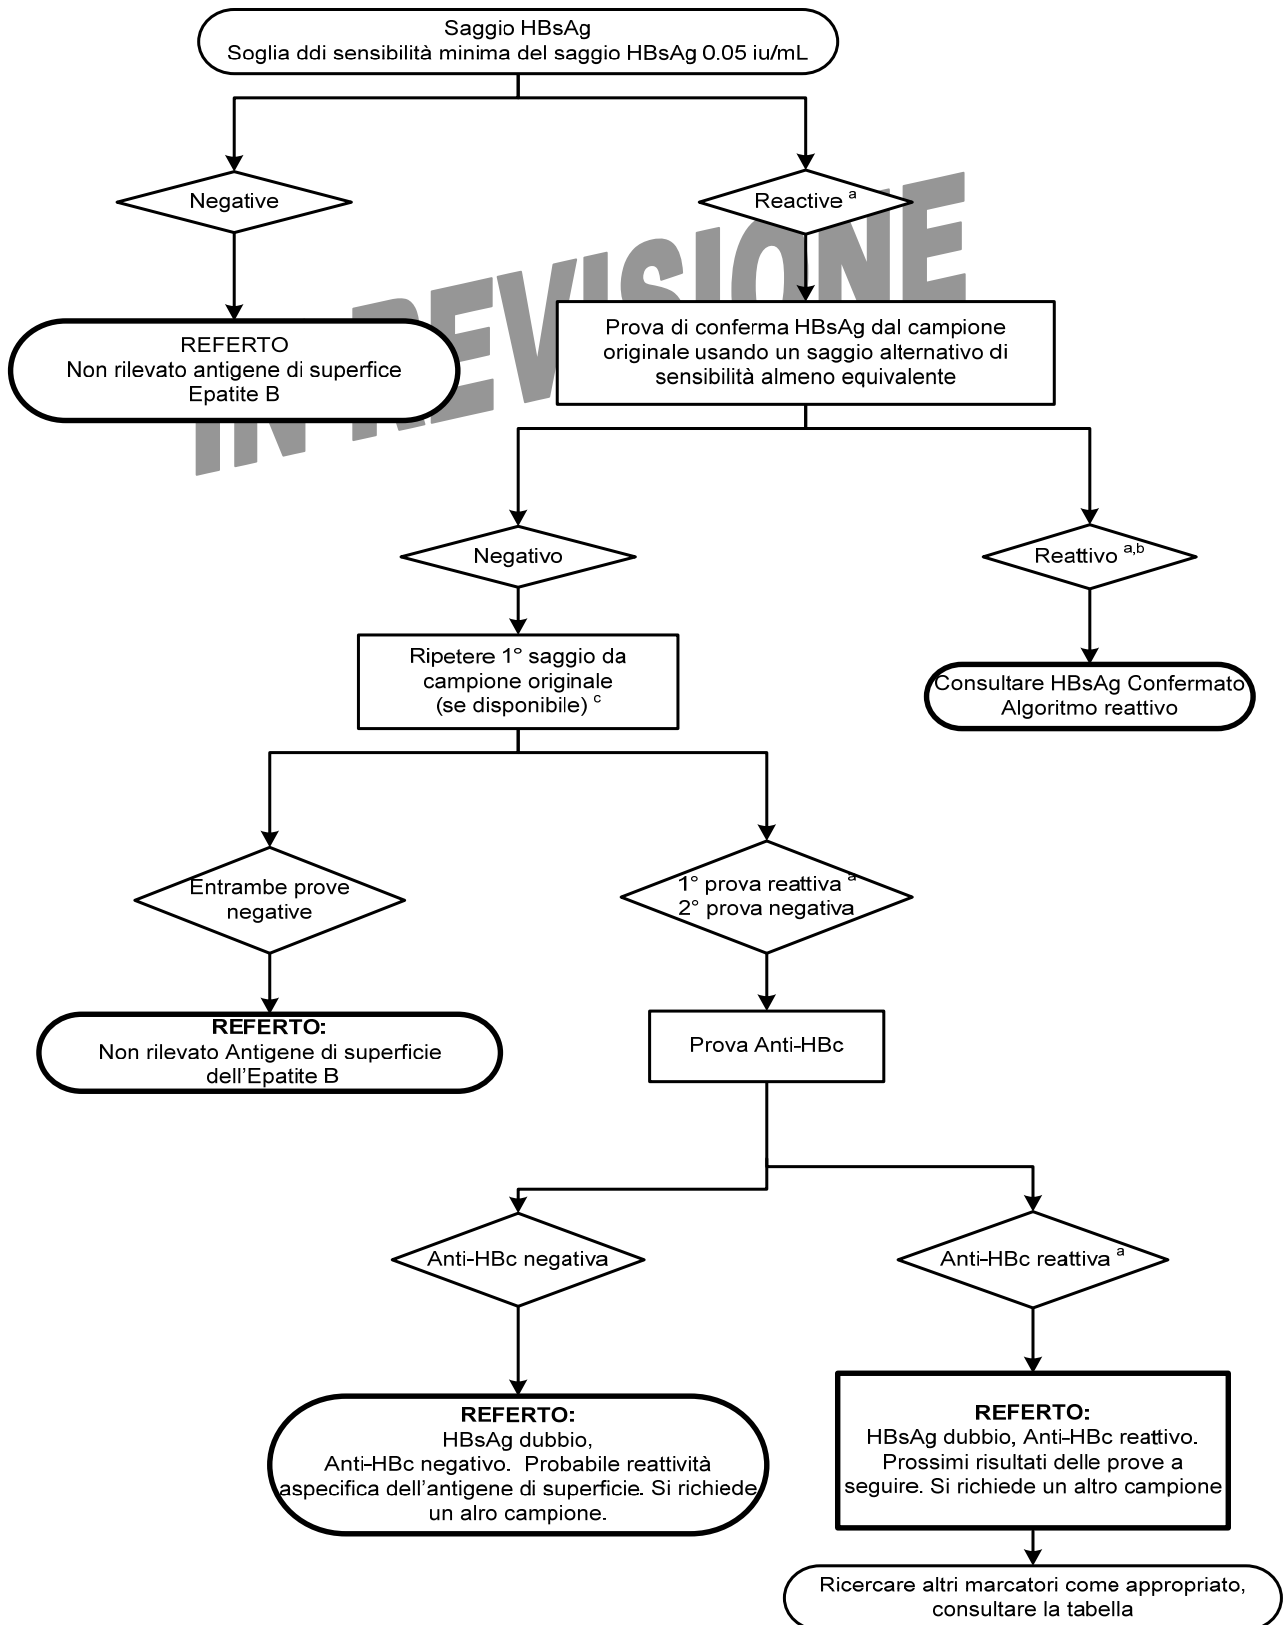 Saggio HBsAg
Soglia ddi sensibilità minima del saggio HBsAg 0.05 iu/mL
Negative
Reactive a
IN REVISIONE
REFERTO
Non rilevato antigene di superfice
Epatite B
Prova di conferma HBsAg dal campione
originale usando un saggio alternativo di
sensibilità almeno equivalente
Negativo
Reattivo a,b
Ripetere 1° saggio da
campione originale
(se disponibile) c
Consultare HBsAg Confermato
Algoritmo reattivo
Entrambe prove
negative
1° prova reattiva a
2° prova negativa
REFERTO:
Non rilevato Antigene di superficie
dell'Epatite B
Prova Anti-HBc
Anti-HBc negativa
Anti-HBc reattiva a
REFERTO:
HBsAg dubbio,
Anti-HBc negativo. Probabile reattività
aspecifica dell'antigene di superficie. Si richiede
un alro campione.
REFERTO:
HBsAg dubbio, Anti-HBc reattivo.
Prossimi risultati delle prove a
seguire. Si richiede un altro campione
Ricercare altri marcatori come appropriato,
consultare la tabella